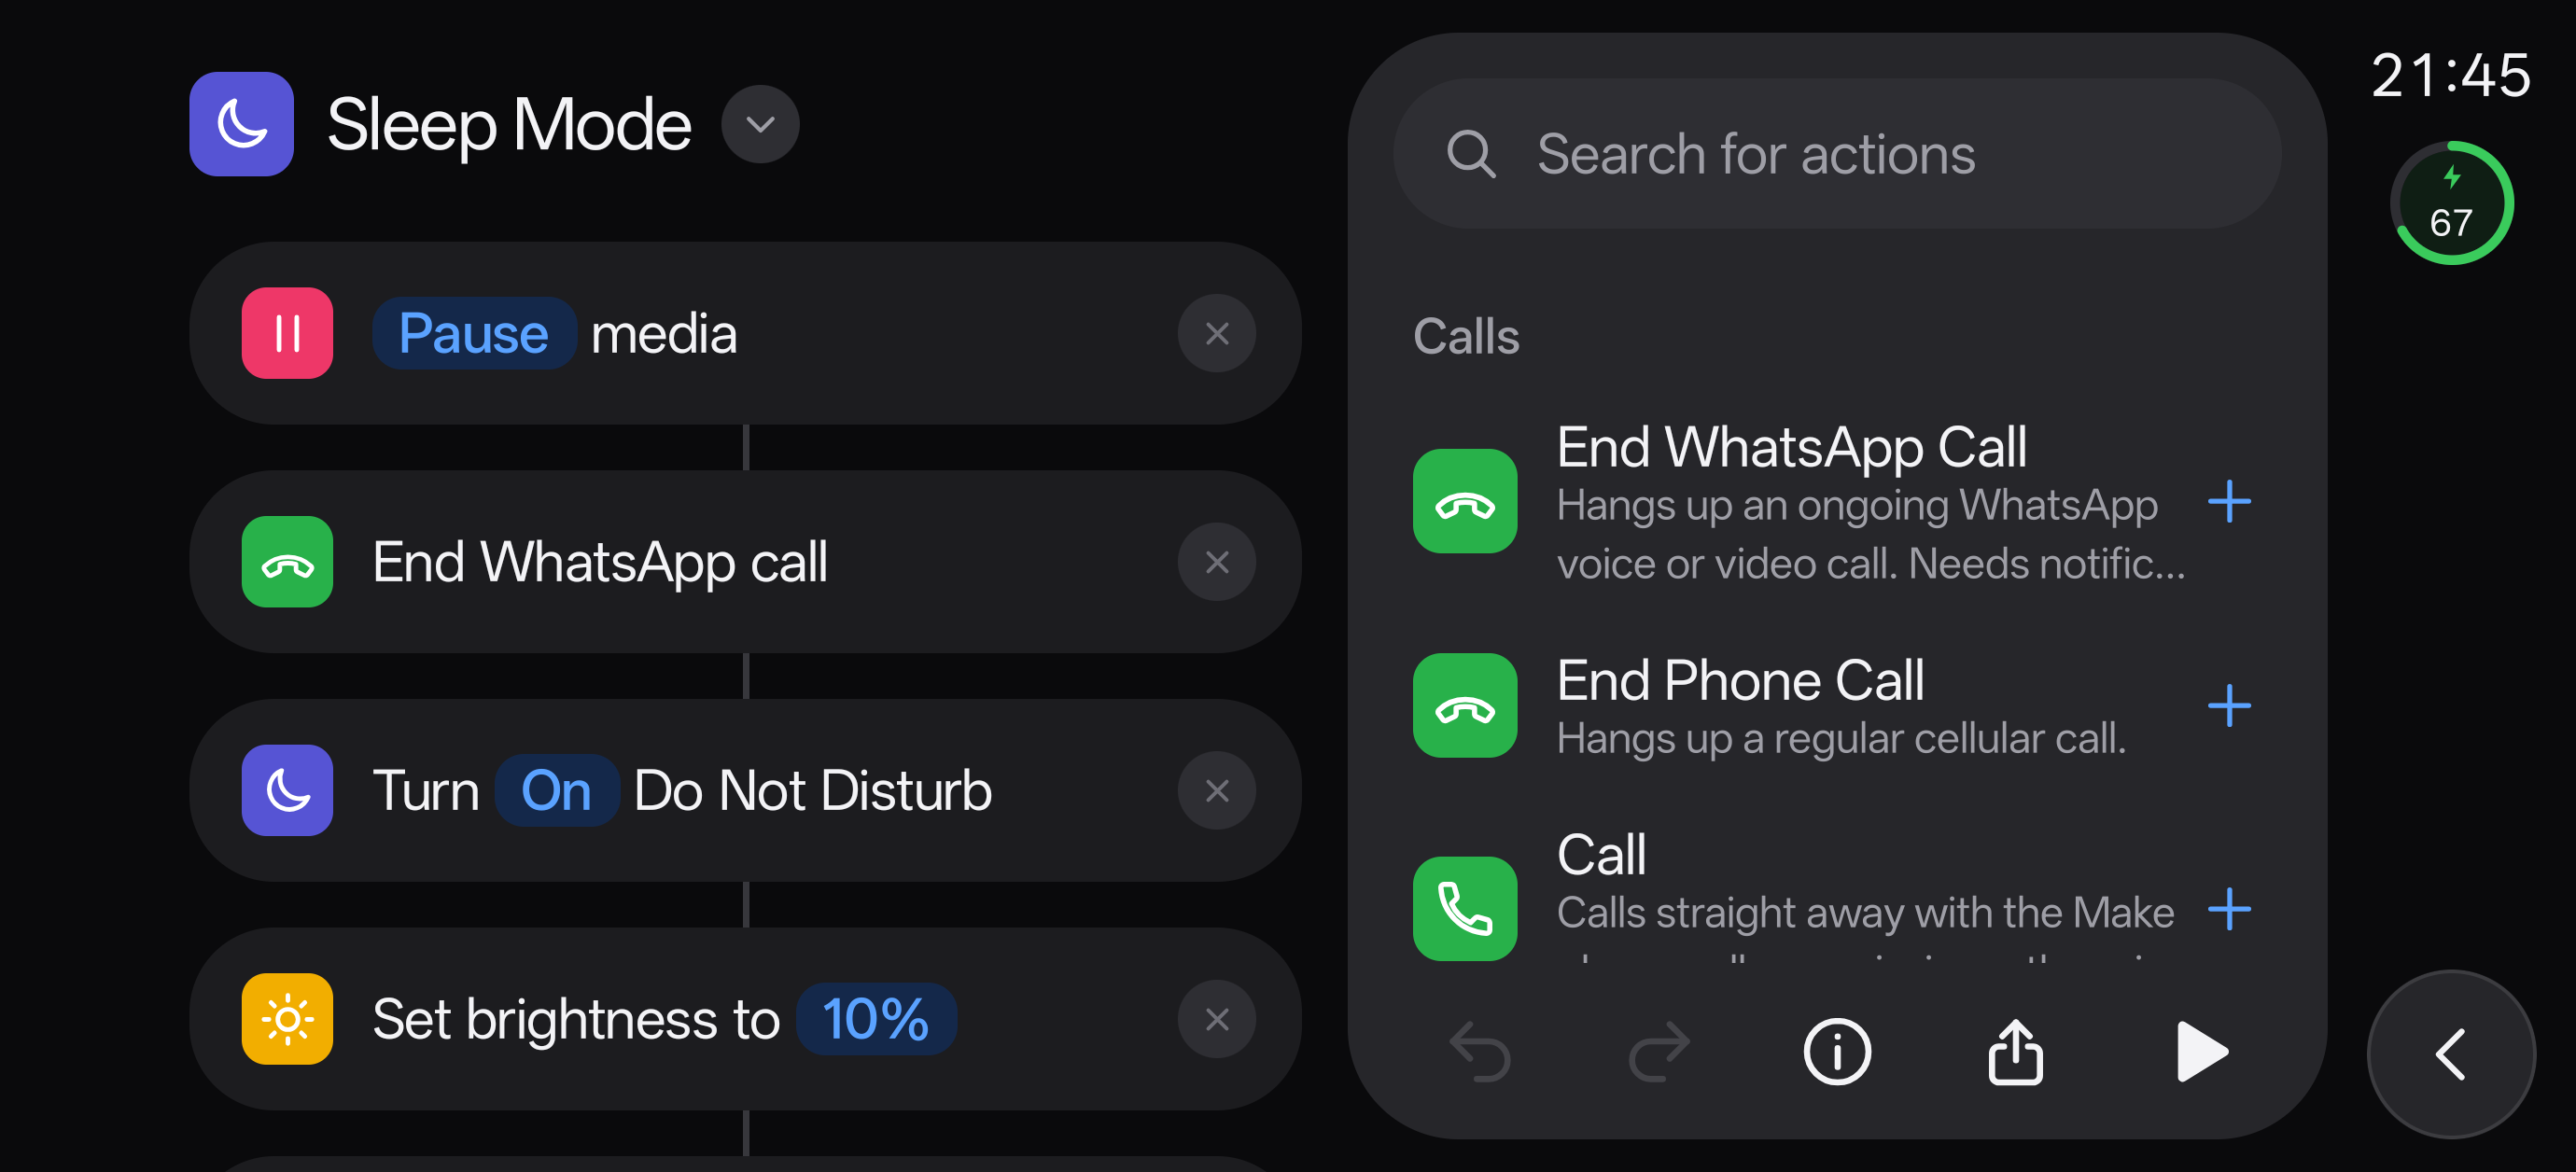 Sleep Mode
Pause media
End WhatsApp call
Turn On Do Not Disturb
Set brightness to 10%
Search for actions
Calls
End WhatsApp Call
Hangs up an ongoing WhatsApp
voice or video call. Needs notific...
End Phone Call
Hangs up a regular cellular call.
Call
Calls straight away with the Make
21:45
67